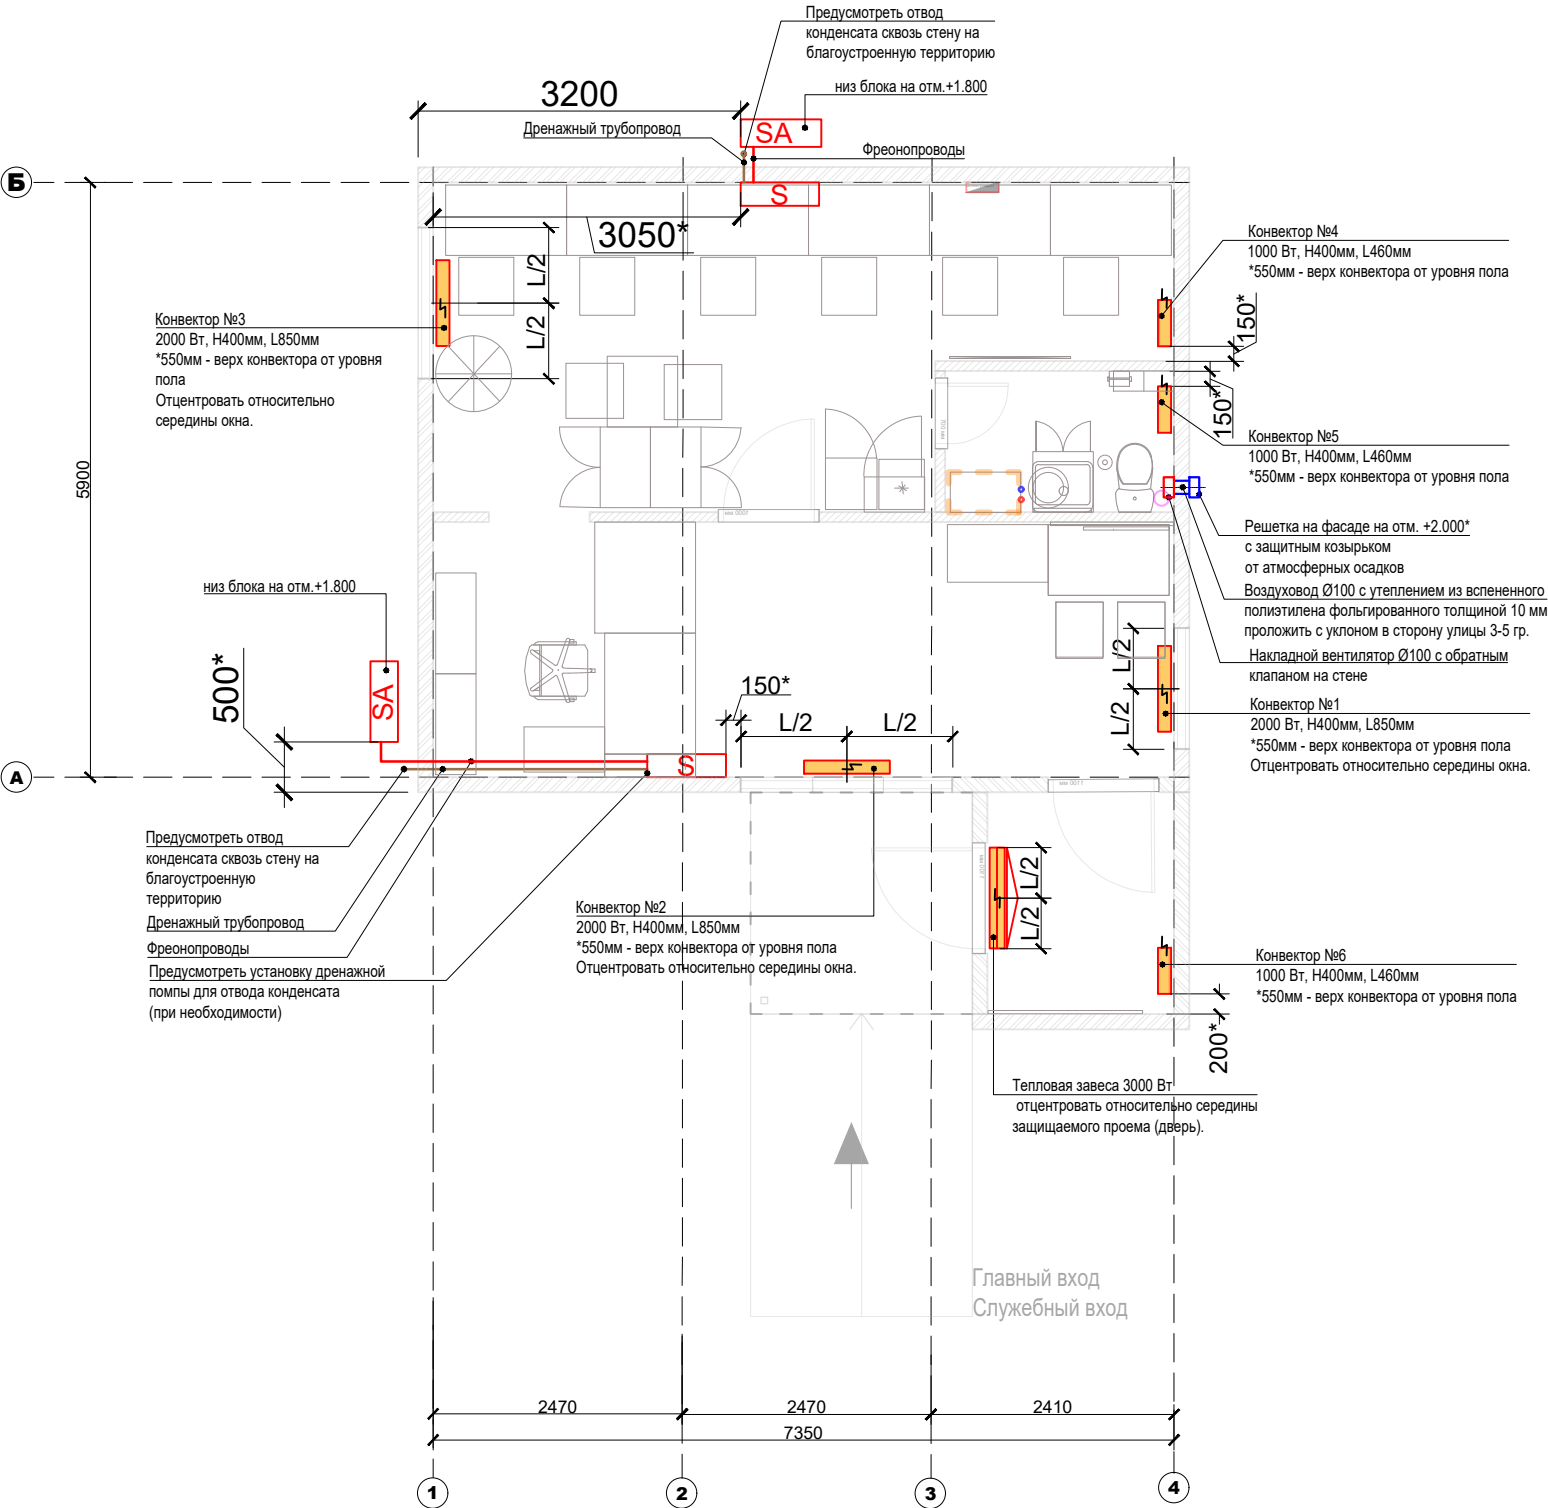 Предусмотреть отвод
конденсата сквозь стену на
благоустроенную территорию
3200
низ блока на отм.+1.800
Дренажный трубопровод
SA
Фреонопроводы
Б
S
3050*
L/2
L/2
Конвектор №4
1000 Вт, Н400мм, L460мм
*550мм - верх конвектора от уровня пола
150*
Конвектор №3
2000 Вт, Н400мм, L850мм
*550мм - верх конвектора от уровня
пола
Отцентровать относительно
середины окна.
150*
700 мм
Конвектор №5
1000 Вт, Н400мм, L460мм
*550мм - верх конвектора от уровня пола
5900
1000 мм
Решетка на фасаде на отм. +2.000*
с защитным козырьком
от атмосферных осадков
Воздуховод Ø100 с утеплением из вспененного
полиэтилена фольгированного толщиной 10 мм
проложить с уклоном в сторону улицы 3-5 гр.
Накладной вентилятор Ø100 с обратным
клапаном на стене
низ блока на отм.+1.800
SA
500*
L/2
L/2
150*
L/2
L/2
Конвектор №1
2000 Вт, Н400мм, L850мм
*550мм - верх конвектора от уровня пола
Отцентровать относительно середины окна.
S
А
1100 мм
Предусмотреть отвод
конденсата сквозь стену на
благоустроенную
территорию
Дренажный трубопровод
Фреонопроводы
Предусмотреть установку дренажной
помпы для отвода конденсата
(при необходимости)
L/2
L/2
Конвектор №2
2000 Вт, Н400мм, L850мм
*550мм - верх конвектора от уровня пола
Отцентровать относительно середины окна.
Конвектор №6
1000 Вт, Н400мм, L460мм
*550мм - верх конвектора от уровня пола
200*
Тепловая завеса 3000 Вт
отцентровать относительно середины
защищаемого проема (дверь).
Главный вход
Служебный вход
2470
2470
2410
7350
1
2
3
4